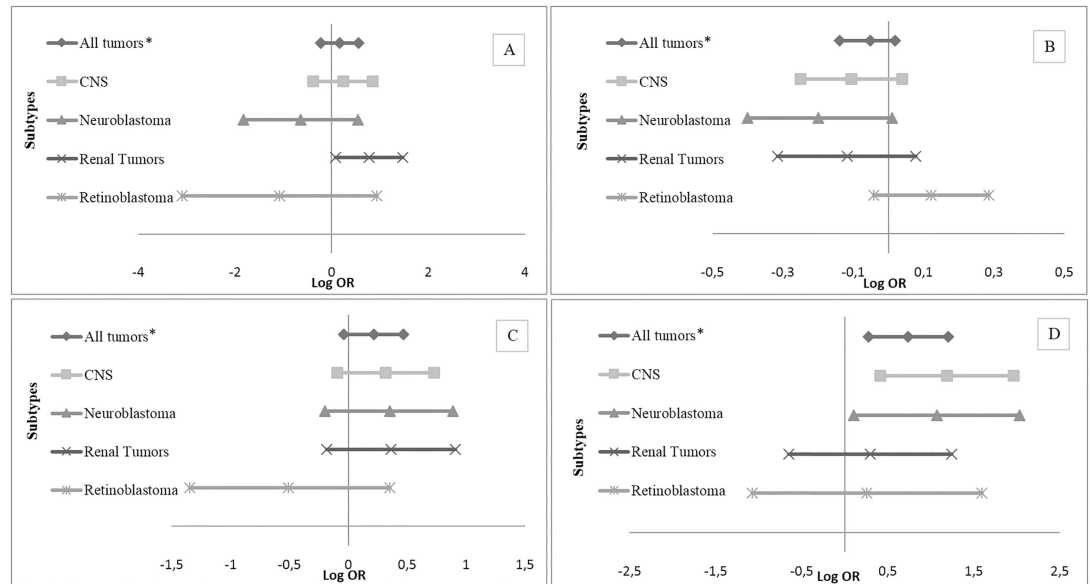 A
All tumors*
CNS
Neuroblastoma
Renal Tumors
Retinoblastoma
Subtypes
-4 -2 0 2 4
Log OR
B
All tumors*
CNS
Neuroblastoma
Renal Tumors
Retinoblastoma
Subtypes
-0,5 -0,3 -0,1 0,1 0,3 0,5
Log OR
C
All tumors*
CNS
Neuroblastoma
Renal Tumors
Retinoblastoma
Subtypes
-1,5 -1 -0,5 0 0,5 1 1,5
Log OR
D
All tumors*
CNS
Neuroblastoma
Renal Tumors
Retinoblastoma
Subtypes
-2,5 -1,5 -0,5 0,5 1,5 2,5
Log OR